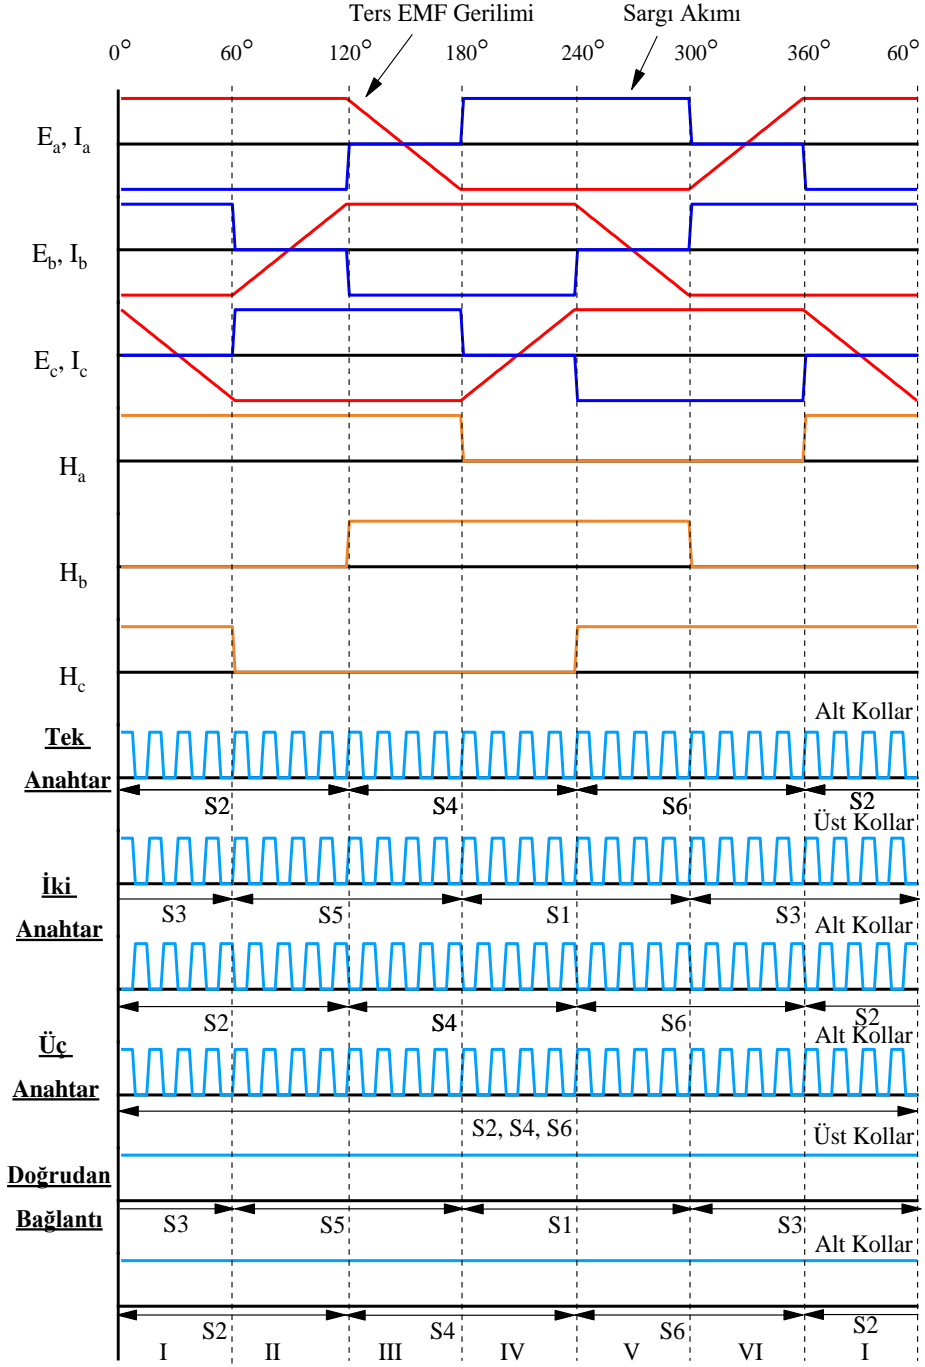 Ters EMF Gerilimi Sargı Akımı
0° 60° 120° 180° 240° 300° 360° 60°
Ea, Ia
Eb, Ib
Ec, Ic
Ha
Hb
Hc
Alt Kollar
Tek
Anahtar
S2 S4 S6 S2
Üst Kollar
İki
S3 S5 S1 S3
Anahtar
Alt Kollar
S2 S4 S6 S2
Üç
Alt Kollar
Anahtar
S2, S4, S6
Üst Kollar
Doğrudan
Bağlantı
S3 S5 S1 S3
Alt Kollar
S2 S4 S6 S2
I II III IV V VI I